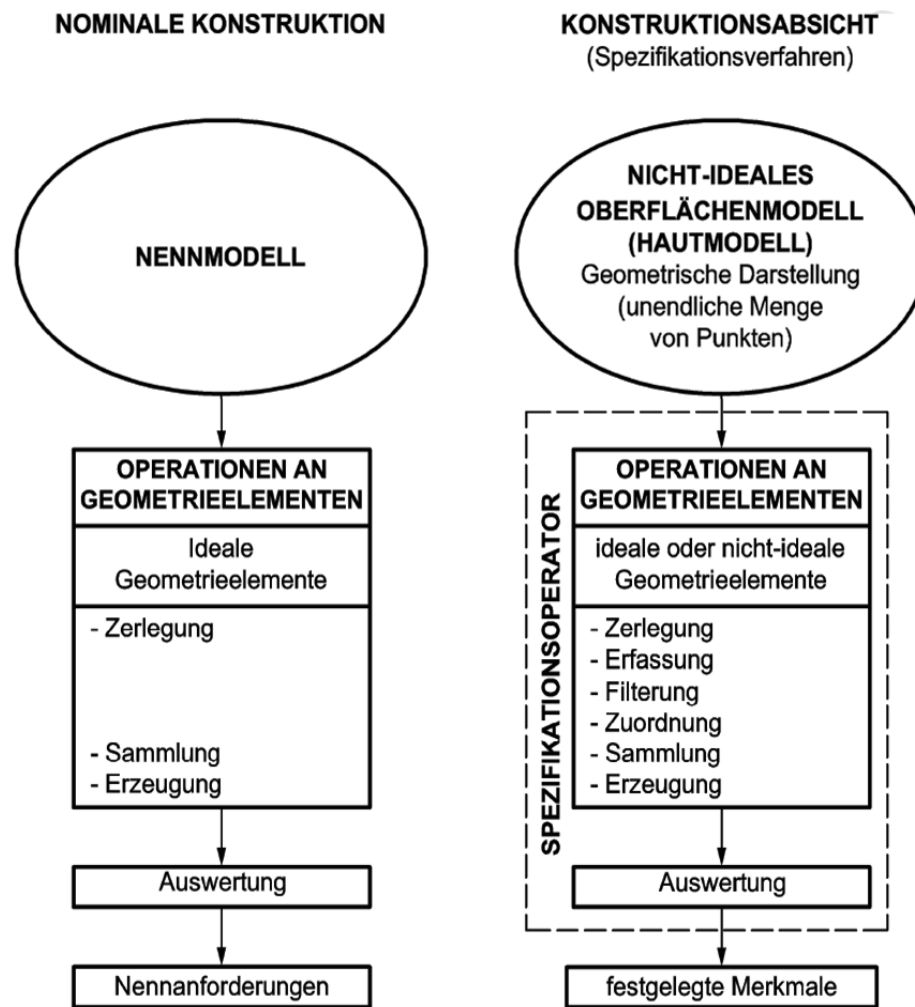 NOMINALE KONSTRUKTION
NENNMODELL
OPERATIONEN AN
GEOMETRIEELEMENTEN
Ideale
Geometrieelemente
- Zerlegung
- Sammlung
- Erzeugung
Auswertung
Nennanforderungen
KONSTRUKTIONSABSICHT
(Spezifikationsverfahren)
NICHT-IDEALES
OBERFLÄCHENMODELL
(HAUTMODELL)
Geometrische Darstellung
(unendliche Menge
von Punkten)
SPEZIFIKATIONSOPERATOR
OPERATIONEN AN
GEOMETRIEELEMENTEN
ideale oder nicht-ideale
Geometrieelemente
- Zerlegung
- Erfassung
- Filterung
- Zuordnung
- Sammlung
- Erzeugung
Auswertung
festgelegte Merkmale